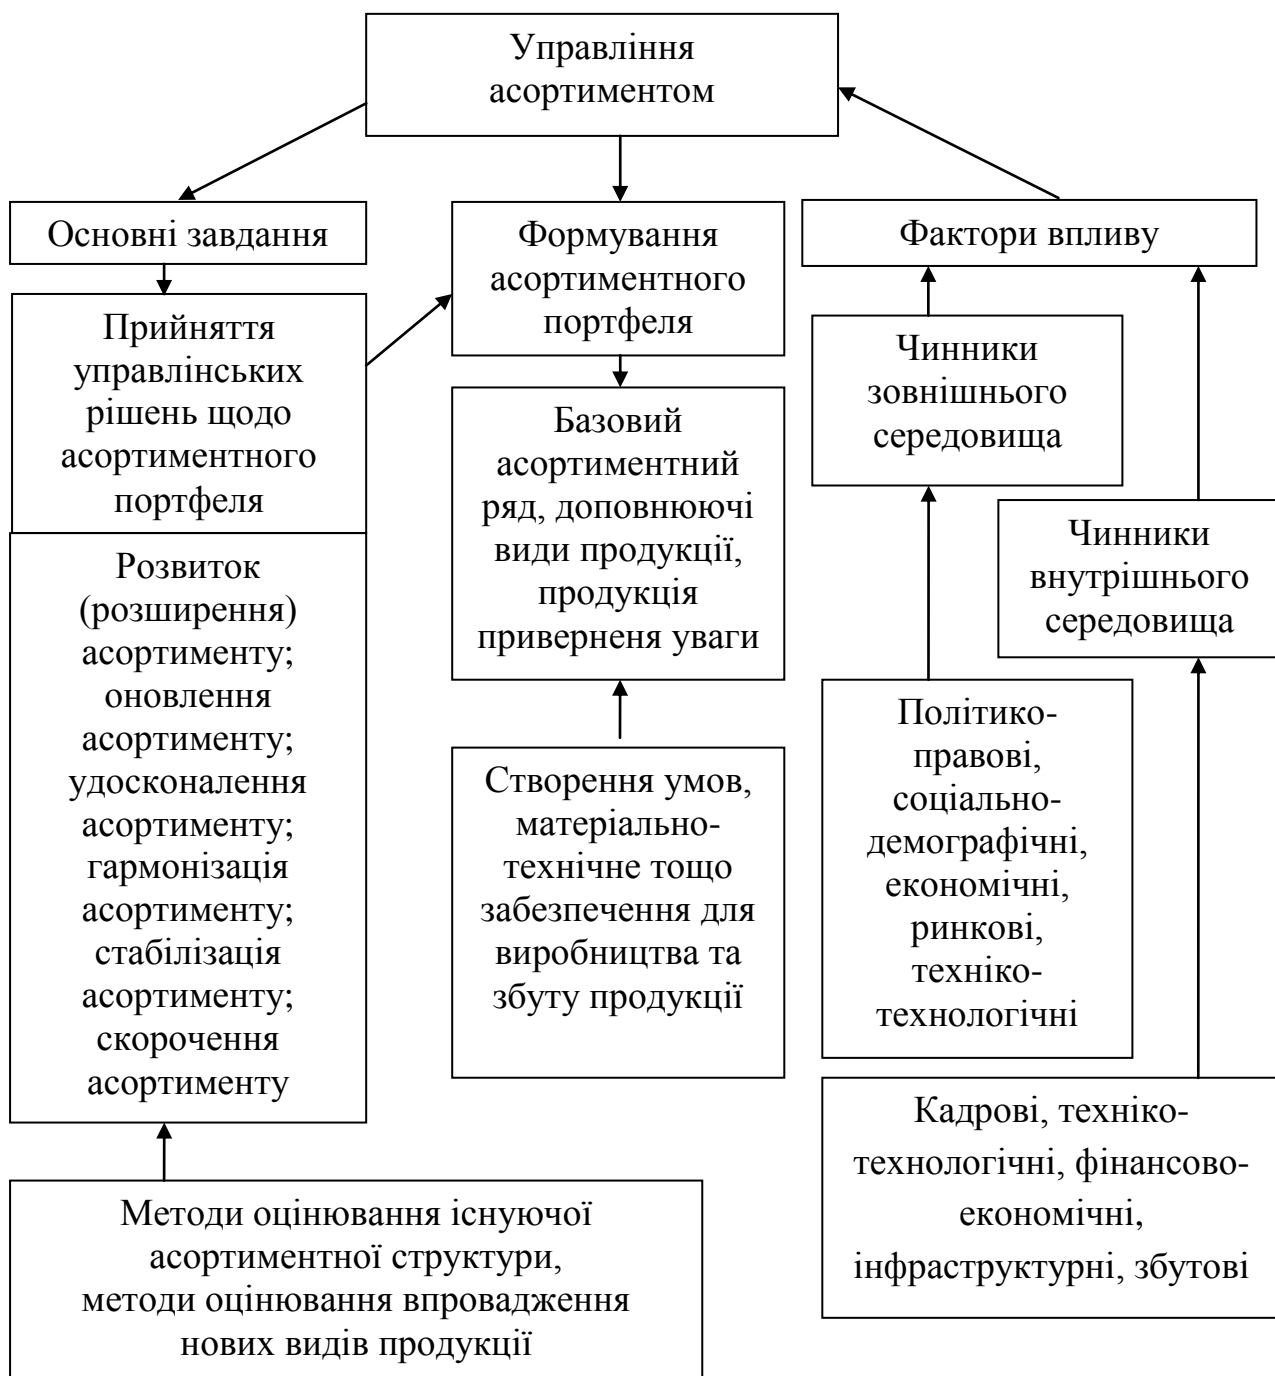 Управління
асортиментом
Основні завдання
Прийняття
управлінських
рішень щодо
асортиментного
портфеля
Розвиток
(розширення)
асортименту;
оновлення
асортименту;
удосконалення
асортименту;
гармонізація
асортименту;
стабілізація
асортименту;
скорочення
асортименту
Методи оцінювання існуючої
асортиментної структури,
методи оцінювання впровадження
нових видів продукції
Формування
асортиментного
портфеля
Базовий
асортиментний
ряд, доповнюючі
види продукції,
продукція
приверненя уваги
Створення умов,
матеріально-
технічне тощо
забезпечення для
виробництва та
збуту продукції
Фактори впливу
Чинники
зовнішнього
середовища
Чинники
внутрішнього
середовища
Політико-
правові,
соціально-
демографічні,
економічні,
ринкові,
техніко-
технологічні
Кадрові, техніко-
технологічні, фінансово-
економічні,
інфраструктурні, збутові